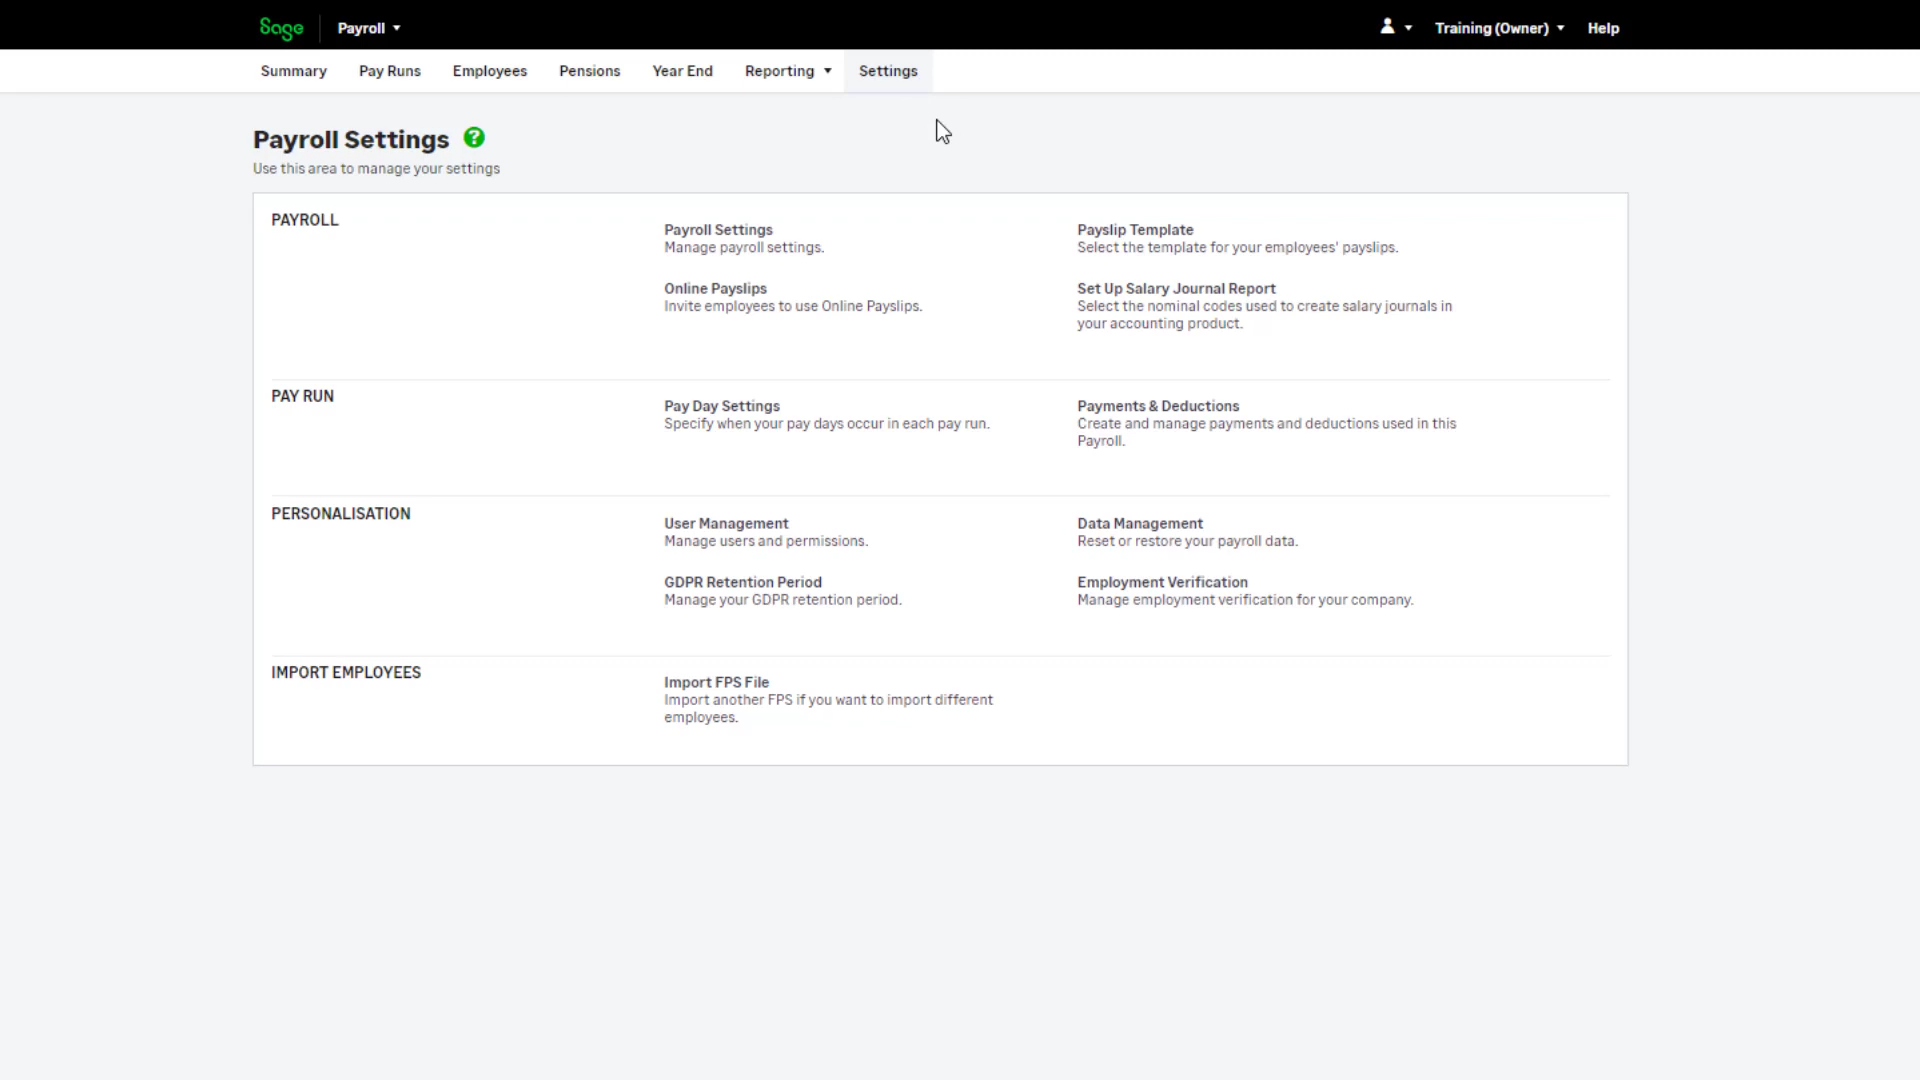 Sage
Payroll
Training (Owner)
Help
Summary
Pay Runs
Employees
Pensions
Year End
Reporting
Settings
Payroll Settings ?
Use this area to manage your settings
PAYROLL
Payroll Settings
Manage payroll settings.
Payslip Template
Select the template for your employees' payslips.
Online Payslips
Invite employees to use Online Payslips.
Set Up Salary Journal Report
Select the nominal codes used to create salary journals in
your accounting product.
PAY RUN
Pay Day Settings
Specify when your pay days occur in each pay run.
Payments & Deductions
Create and manage payments and deductions used in this
Payroll.
PERSONALISATION
User Management
Manage users and permissions.
Data Management
Reset or restore your payroll data.
GDPR Retention Period
Manage your GDPR retention period.
Employment Verification
Manage employment verification for your company.
IMPORT EMPLOYEES
Import FPS File
Import another FPS if you want to import different
employees.